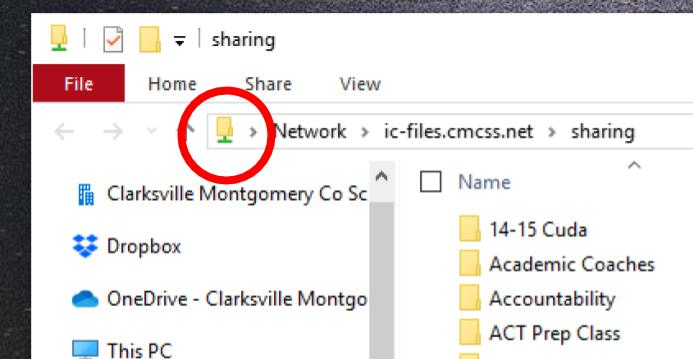 sharing
File Home Share View
Network > ic-files.cmcss.net > sharing
Clarksville Montgomery Co Sc
Name
14-15 Cuda
Dropbox
Academic Coaches
OneDrive - Clarksville Montgo
Accountability
ACT Prep Class
This PC